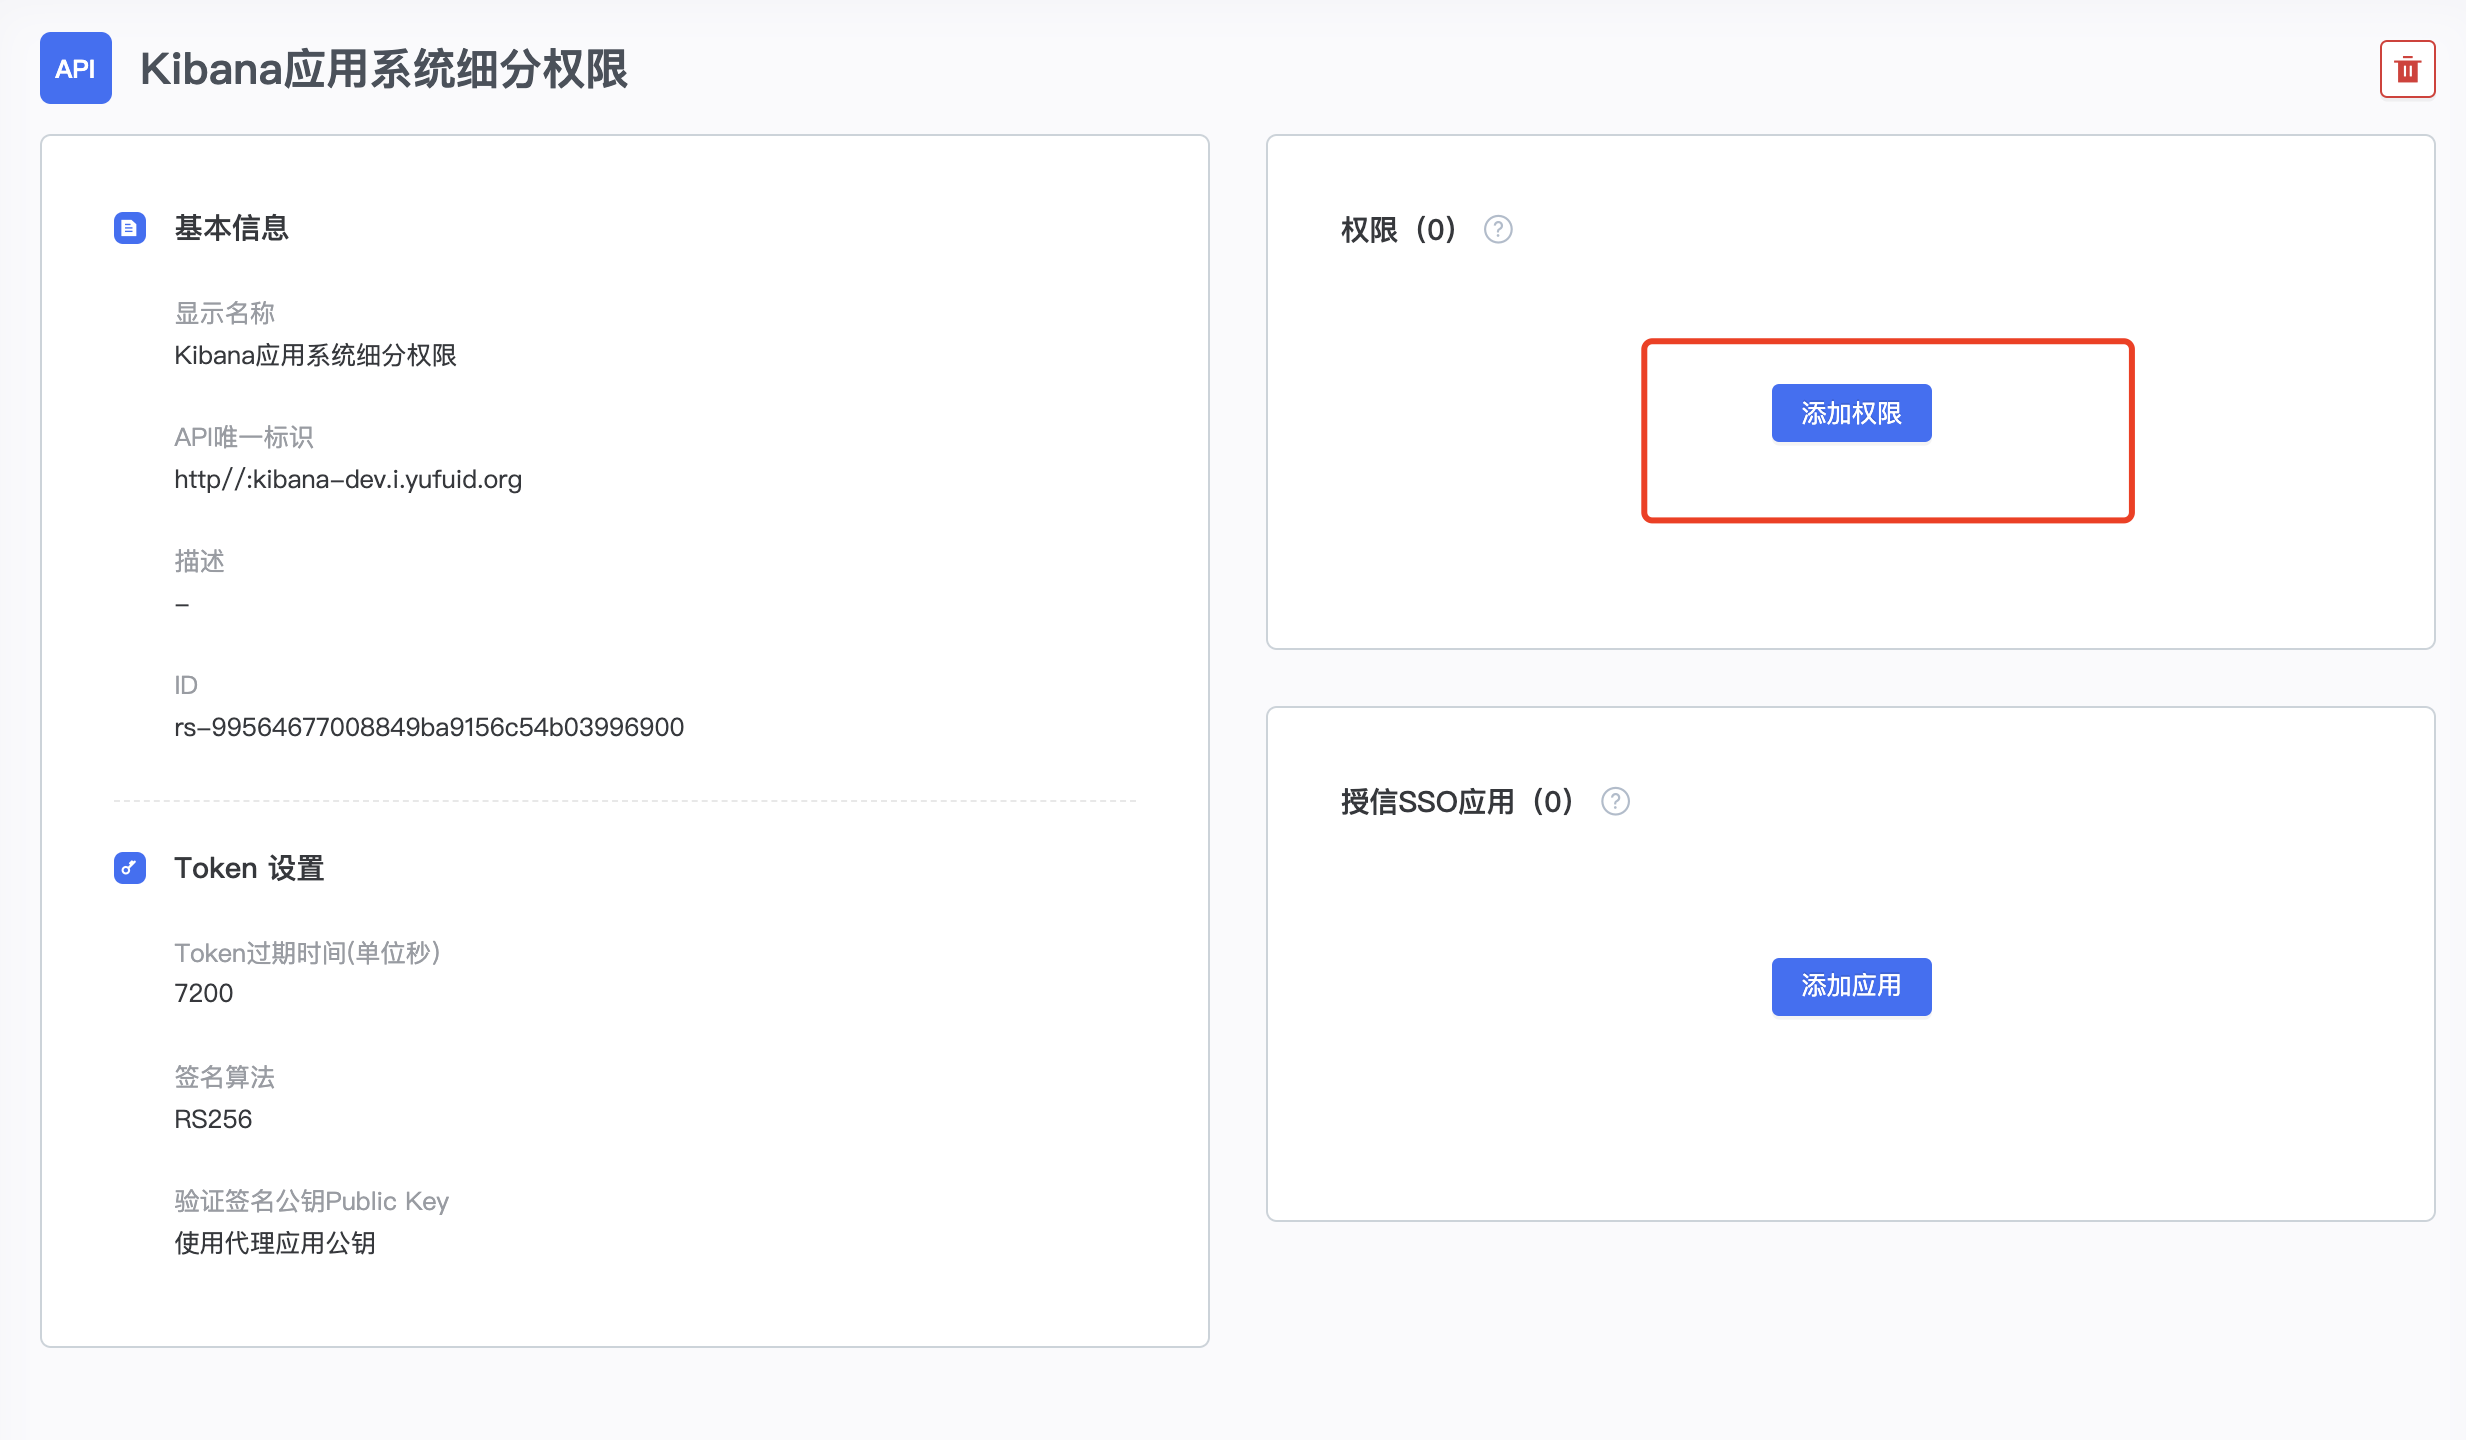 API
Kibana应用系统细分权限
基本信息
显示名称
Kibana应用系统细分权限
API唯一标识
http//:kibana-dev.i.yufuid.org
描述
-
ID
rs-99564677008849ba9156c54b03996900
Token 设置
Token过期时间(单位秒)
7200
签名算法
RS256
验证签名公钥Public Key
使用代理应用公钥
权限（0） ?
添加权限
授信SSO应用（0） ?
添加应用